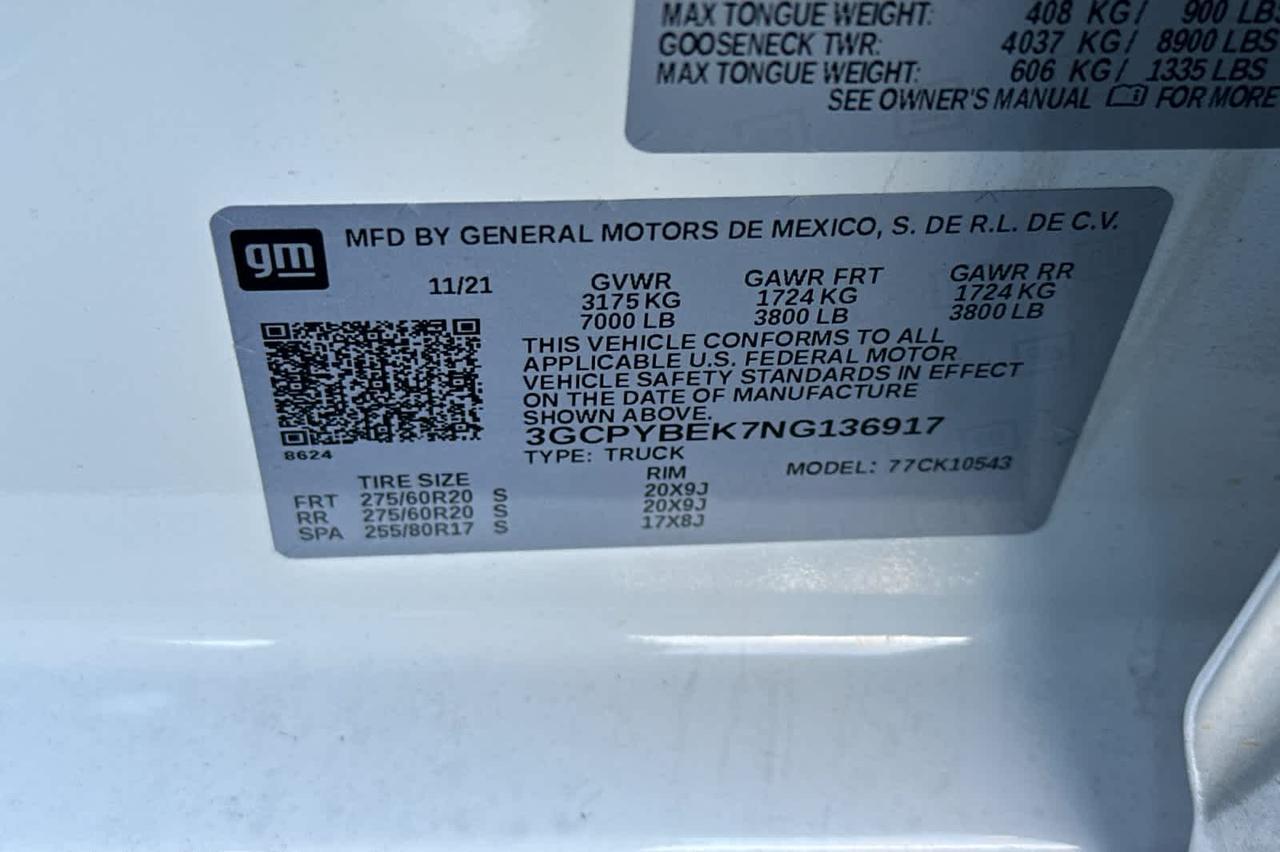 MAX TONGUE WEIGHT: 408 KG/ 900 LBS
GOOSENECK TWR: 4037 KG/ 8900 LBS
MAX TONGUE WEIGHT: 606 KG/ 1335 LBS
SEE OWNER'S MANUAL FOR MORE
gm
MFD BY GENERAL MOTORS DE MEXICO, S. DE R.L. DE C.V.
11/21 GVWR GAWR FRT GAWR RR
3175 KG 1724 KG 1724 KG
7000 LB 3800 LB 3800 LB
THIS VEHICLE CONFORMS TO ALL
APPLICABLE U.S. FEDERAL MOTOR
VEHICLE SAFETY STANDARDS IN EFFECT
ON THE DATE OF MANUFACTURE
SHOWN ABOVE.
3GCPYBEK7NG136917
8624
TYPE: TRUCK MODEL: 77CK10543
TIRE SIZE RIM
FRT 275/60R20 S 20X9J
RR 275/60R20 S 20X9J
SPA 255/80R17 S 17X8J